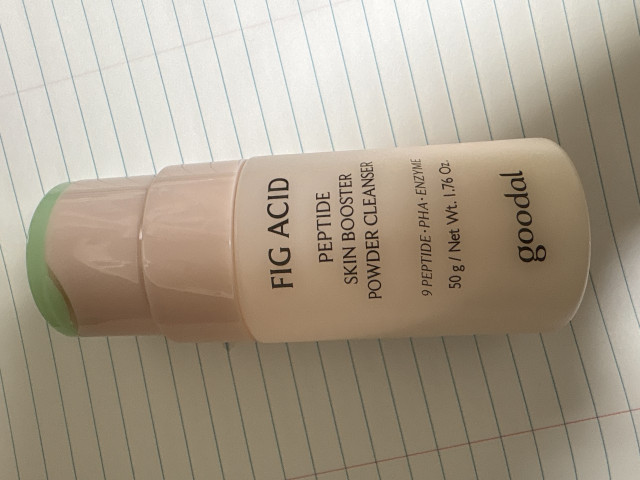 FIG ACID
PEPTIDE
SKIN BOOSTER
POWDER CLEANSER
9 PEPTIDE·PHA·ENZYME
50 g / Net Wt. 1.76 Oz.
goodal